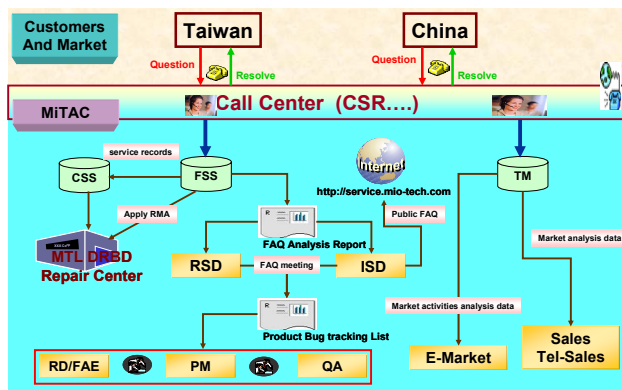 Customers
And Market
Taiwan
China
Question
Resolve
Question
Resolve
Call Center (CSR....)
MiTAC
service records
CSS
FSS
Internet
TM
http://service.mio-tech.com
Apply RMA
Public FAQ
Market analysis data
MTL DRBD
Repair Center
FAQ Analysis Report
RSD
FAQ meeting
ISD
Market activities analysis data
Product Bug tracking List
Sales
Tel-Sales
E-Market
RD/FAE
PM
QA